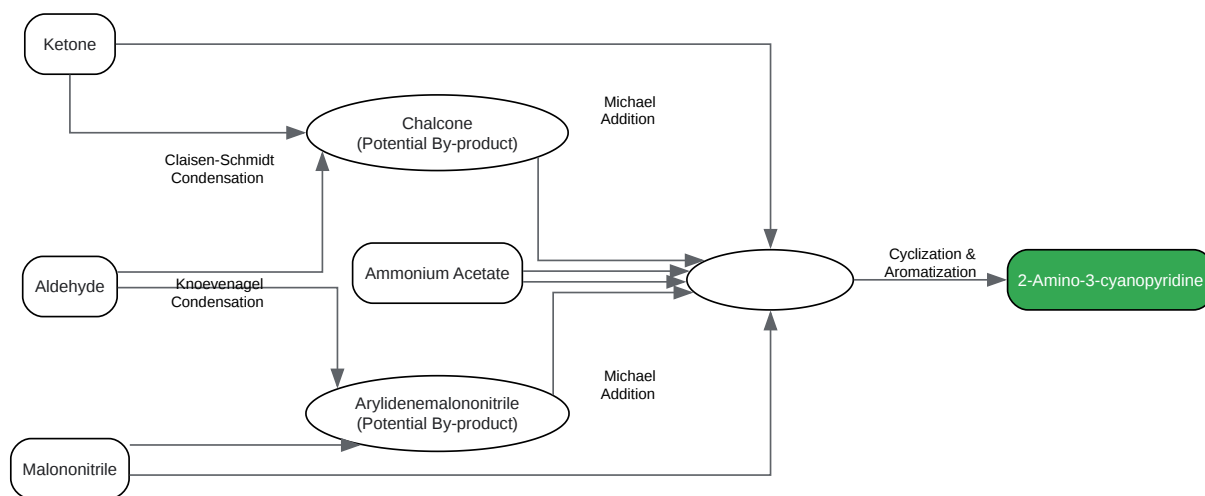 Ketone
Chalcone
(Potential By-product)
Michael
Addition
Claisen-Schmidt
Condensation
Cyclization &
Aromatization
Aldehyde
Ammonium Acetate
2-Amino-3-cyanopyridine
Knoevenagel
Condensation
Michael
Addition
Arylidenemalononitrile
(Potential By-product)
Malononitrile